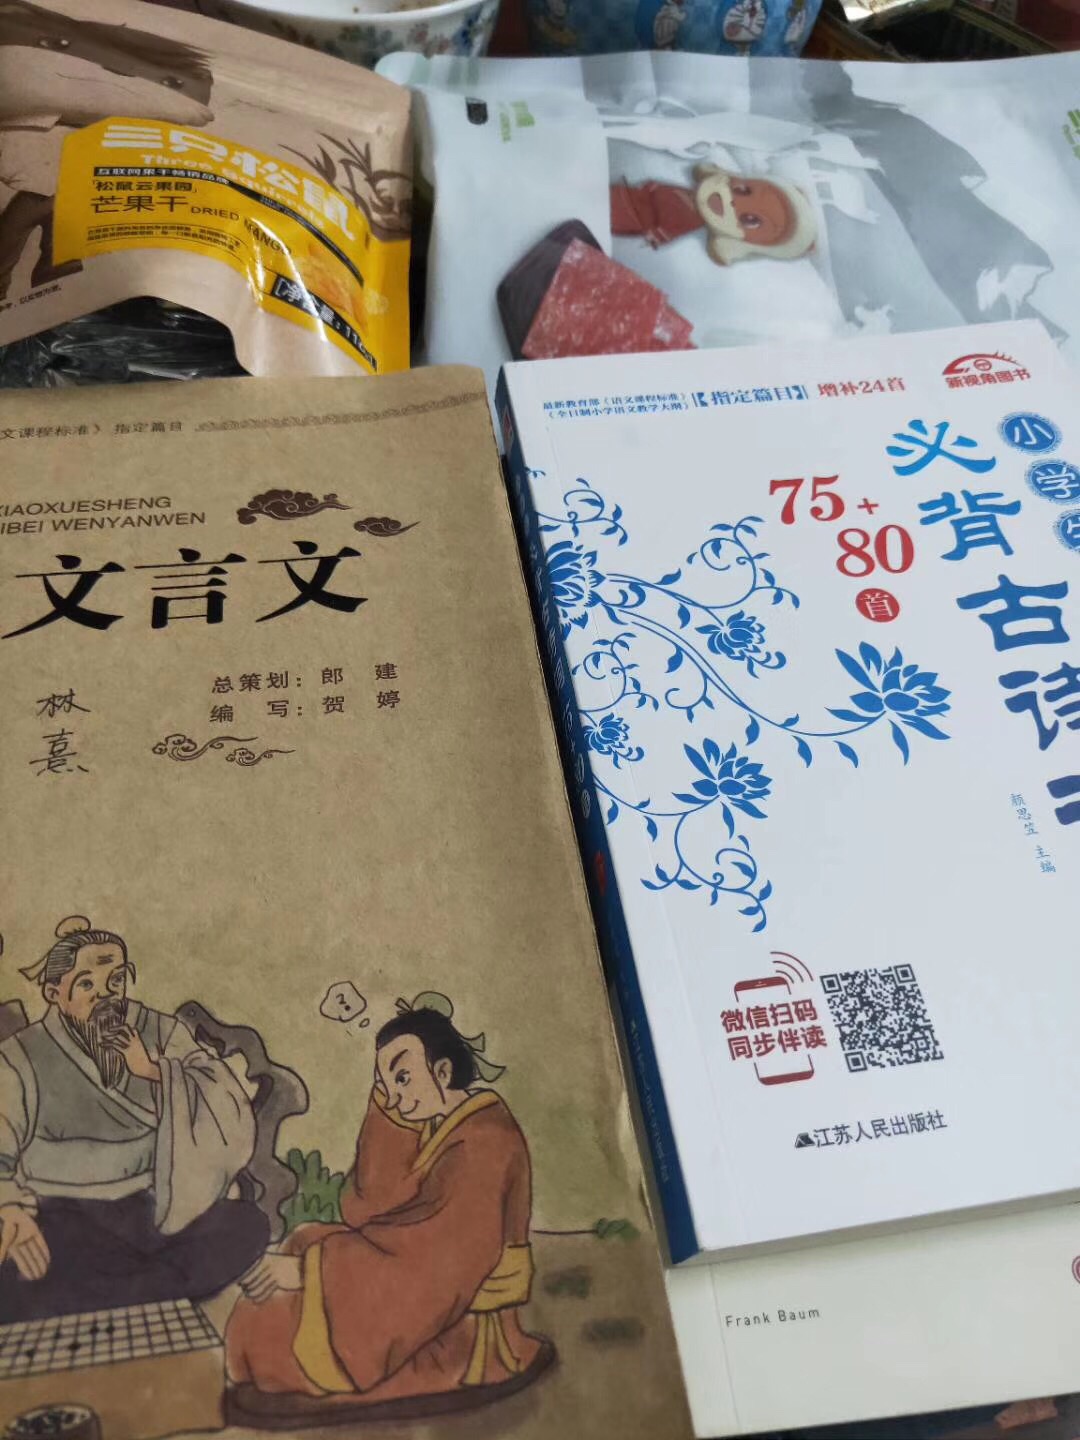 三只松鼠
Three Squirrels
互联网果干畅销品牌
「松鼠云果园」
芒果干 DRIED MANGO
[净含量:116g]
文课程标准》 指定篇目
XIAOXUESHENG
IBEI WENYANWEN
文言文
总策划: 郎 建
编 写: 贺 婷
林
熹
?
最新教育部《语文课程标准》
《全日制小学语文教学大纲》
【指定篇目】
增补24首
新视角图书
小学生
必背古诗
75+
80
首
颜思笠 主编
微信扫码
同步伴读
江苏人民出版社
Frank Baum